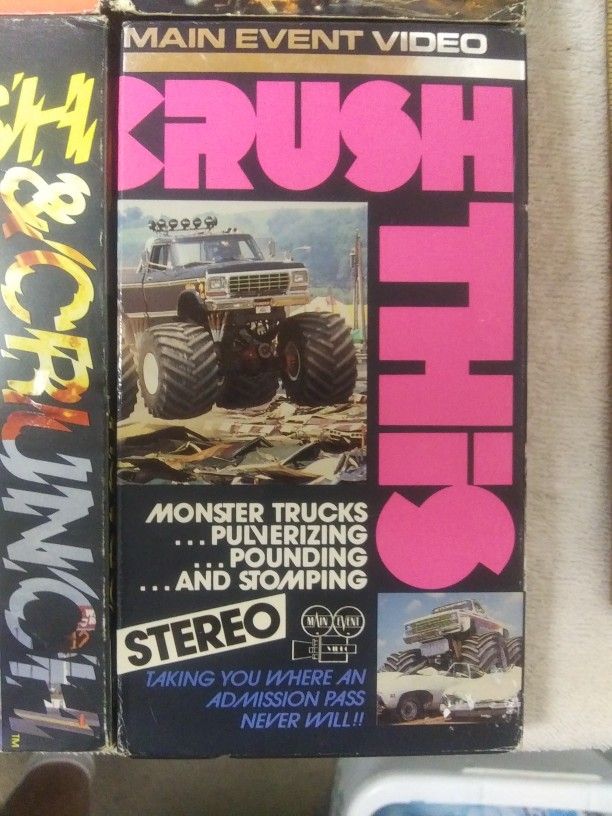 MAIN EVENT VIDEO
CRUSH
THIS
MONSTER TRUCKS
...PULVERIZING
...POUNDING
...AND STOMPING
STEREO
MAIN EVENT
VIDEO
TAKING YOU WHERE AN
ADMISSION PASS
NEVER WILL!!
& CRUNCH
TM